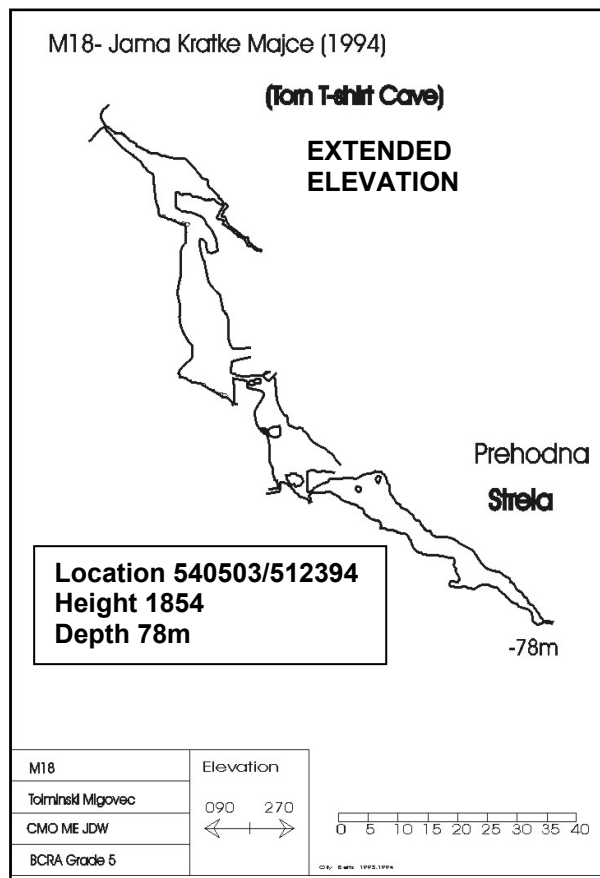 M18- Jama Kratke Majce (1994)
(Torn T-shirt Cave)
EXTENDED
ELEVATION
Prehodna
Strela
Location 540503/512394
Height 1854
Depth 78m
-78m
M18
Tolminski Migovec
CMO ME JDW
BCRA Grade 5
Elevation
090 270
0 5 10 15 20 25 30 35 40